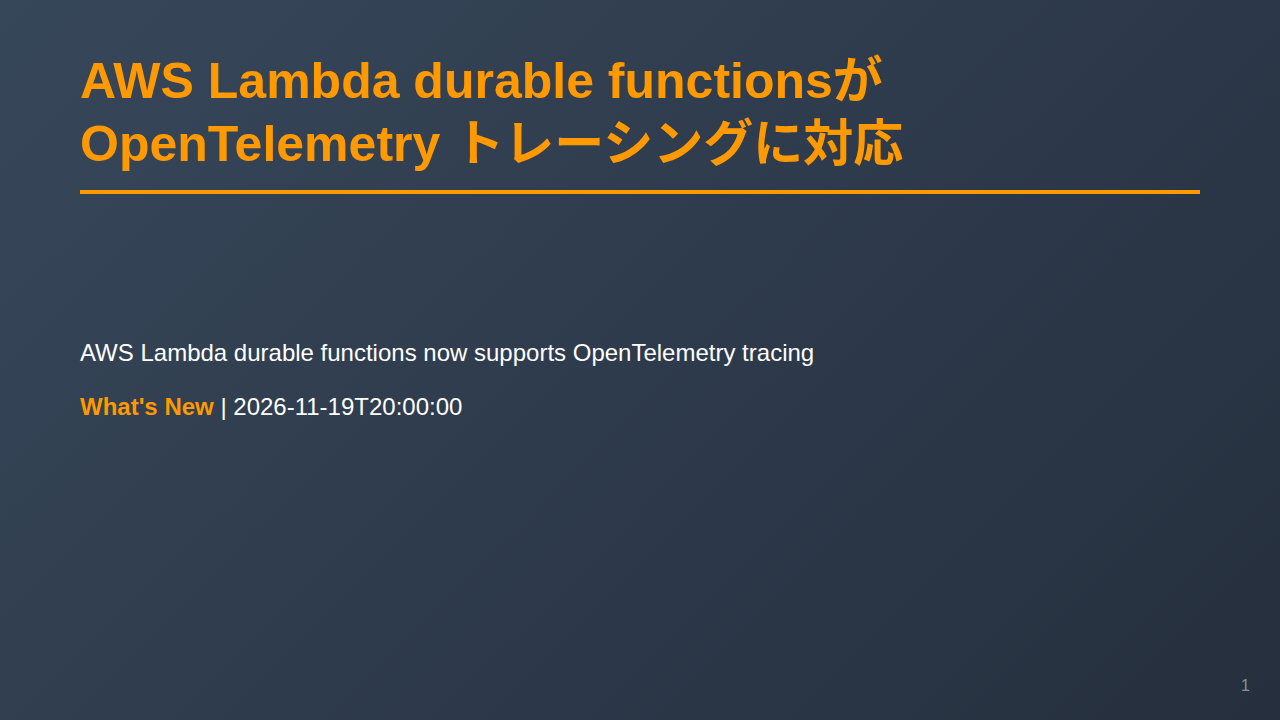 AWS Lambda durable functionsが
OpenTelemetry トレーシングに対応
AWS Lambda durable functions now supports OpenTelemetry tracing
What's New | 2026-11-19T20:00:00
1